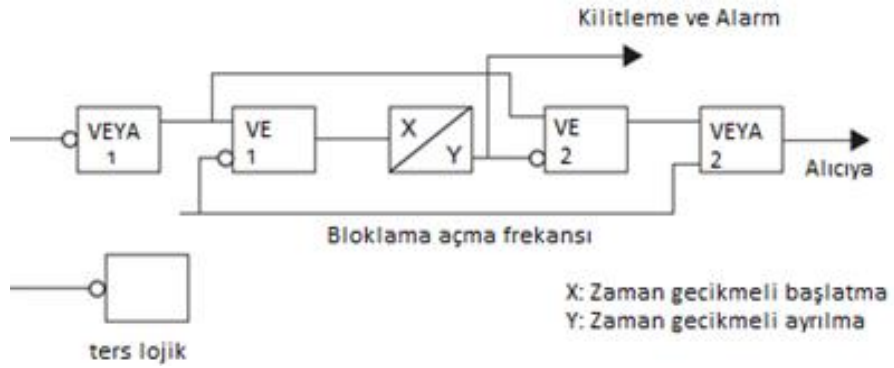 Kilitleme ve Alarm
VEYA
1
VE
1
X
Y
VE
2
VEYA
2
Alıcıya
Bloklama açma frekansı
ters lojik
X: Zaman gecikmeli başlatma
Y: Zaman gecikmeli ayrılma